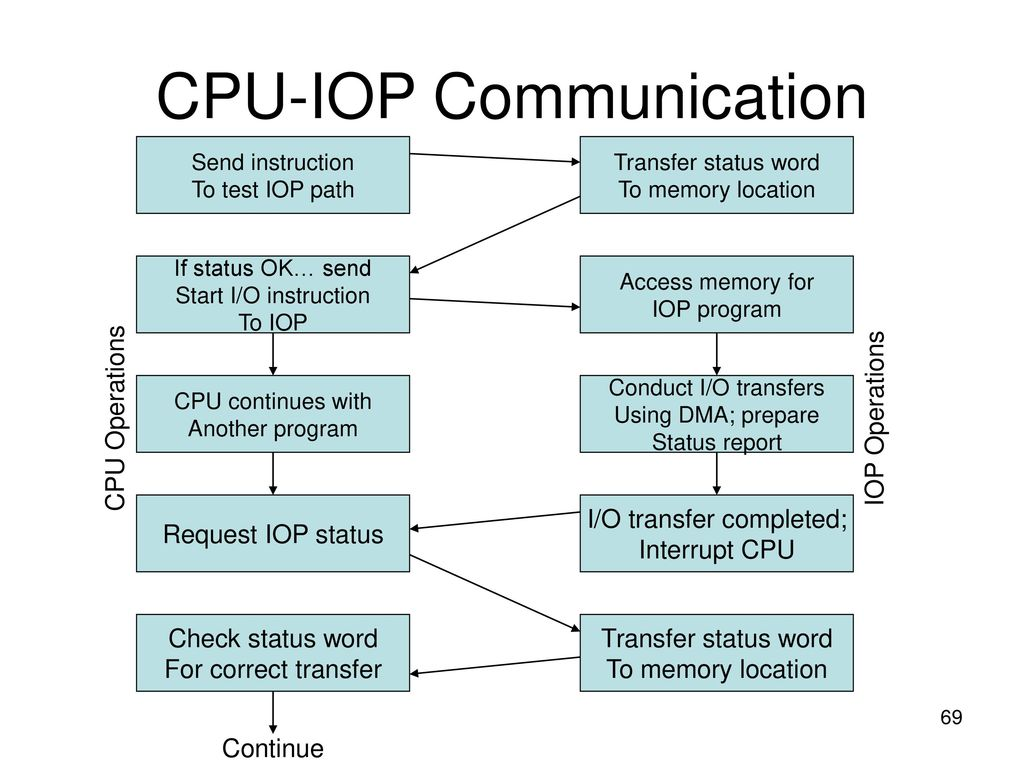 CPU-IOP Communication
Send instruction
To test IOP path
Transfer status word
To memory location
If status OK… send
Start I/O instruction
To IOP
Access memory for
IOP program
CPU Operations
CPU continues with
Another program
Conduct I/O transfers
Using DMA; prepare
Status report
IOP Operations
Request IOP status
I/O transfer completed;
Interrupt CPU
Check status word
For correct transfer
Transfer status word
To memory location
69
Continue